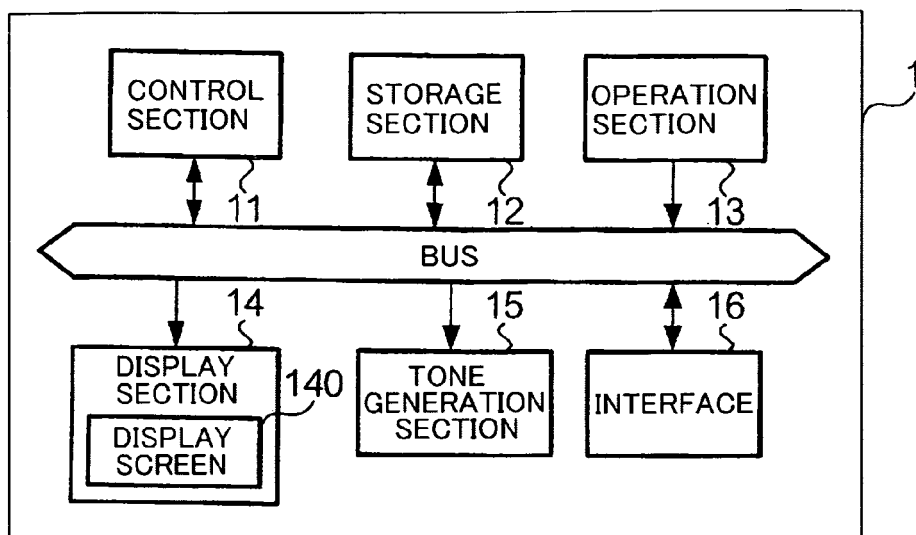 1
CONTROL
SECTION
11
STORAGE
SECTION
12
OPERATION
SECTION
13
BUS
14
DISPLAY
SECTION
140
DISPLAY
SCREEN
15
TONE
GENERATION
SECTION
16
INTERFACE